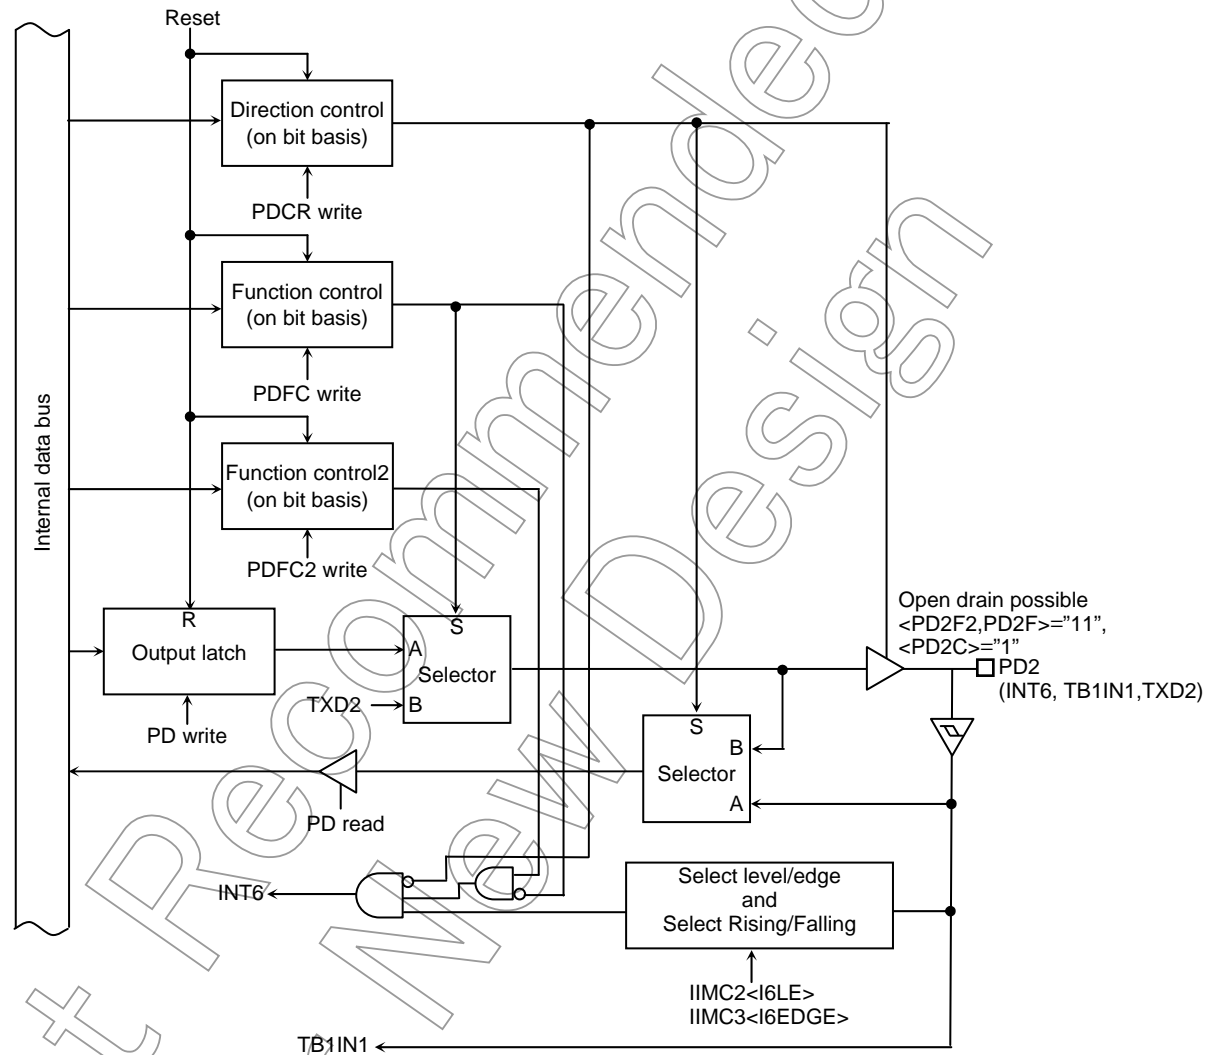 Reset
Direction control
(on bit basis)
PDCR write
Function control
(on bit basis)
PDFC write
Internal data bus
Function control2
(on bit basis)
PDFC2 write
R
Output latch
PD write
S
A
Selector
TXD2
B
Open drain possible
<PD2F2,PD2F>=”11”,
<PD2C>=”1”
PD2
(INT6, TB1IN1,TXD2)
S
B
Selector
A
PD read
INT6
Select level/edge
and
Select Rising/Falling
IIMC2<I6LE>
IIMC3<I6EDGE>
TB1IN1
t Recommended
New Design